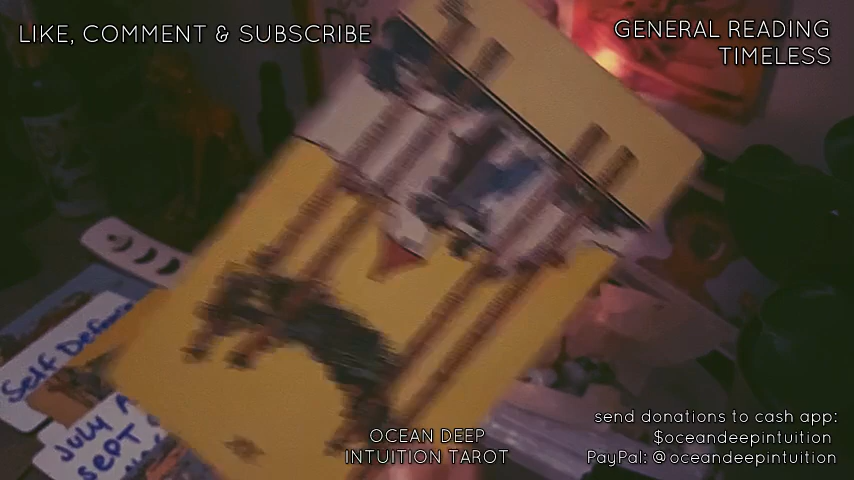 LIKE, COMMENT & SUBSCRIBE
GENERAL READING
TIMELESS
Self Defense
JULY
SEPT
OCEAN DEEP
INTUITION TAROT
send donations to cash app:
$oceandeepintuition
PayPal: @oceandeepintuition